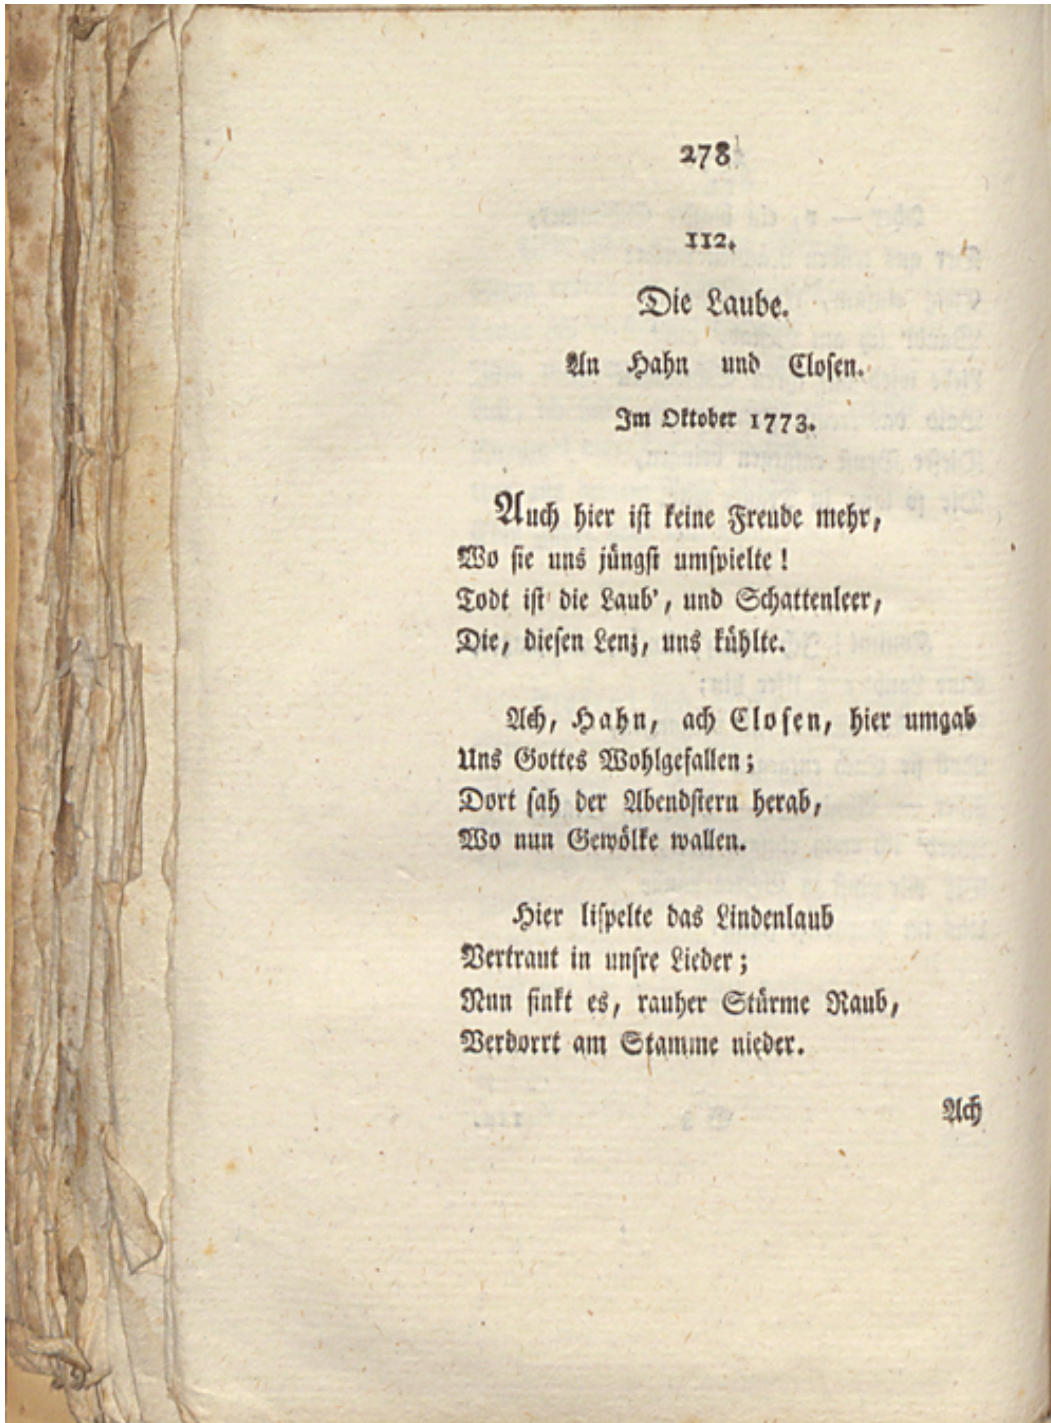 278
112.
Die Laube.
An Hahn und Closen.
Im Oktober 1773.
Auch hier ist keine Freude mehr,
Wo sie uns jüngst umspielte!
Todt ist die Laub', und Schattenleer,
Die, diesen Lenz, uns kühlte.
Ach, Hahn, ach Closen, hier umgab
Uns Gottes Wohlgefallen;
Dort sah der Abendstern herab,
Wo nun Gewölke wallen.
Hier lispelte das Lindenlaub
Vertraut in unsre Lieder;
Nun sinkt es, rauher Stürme Raub,
Verdorrt am Stamme nieder.
Ach